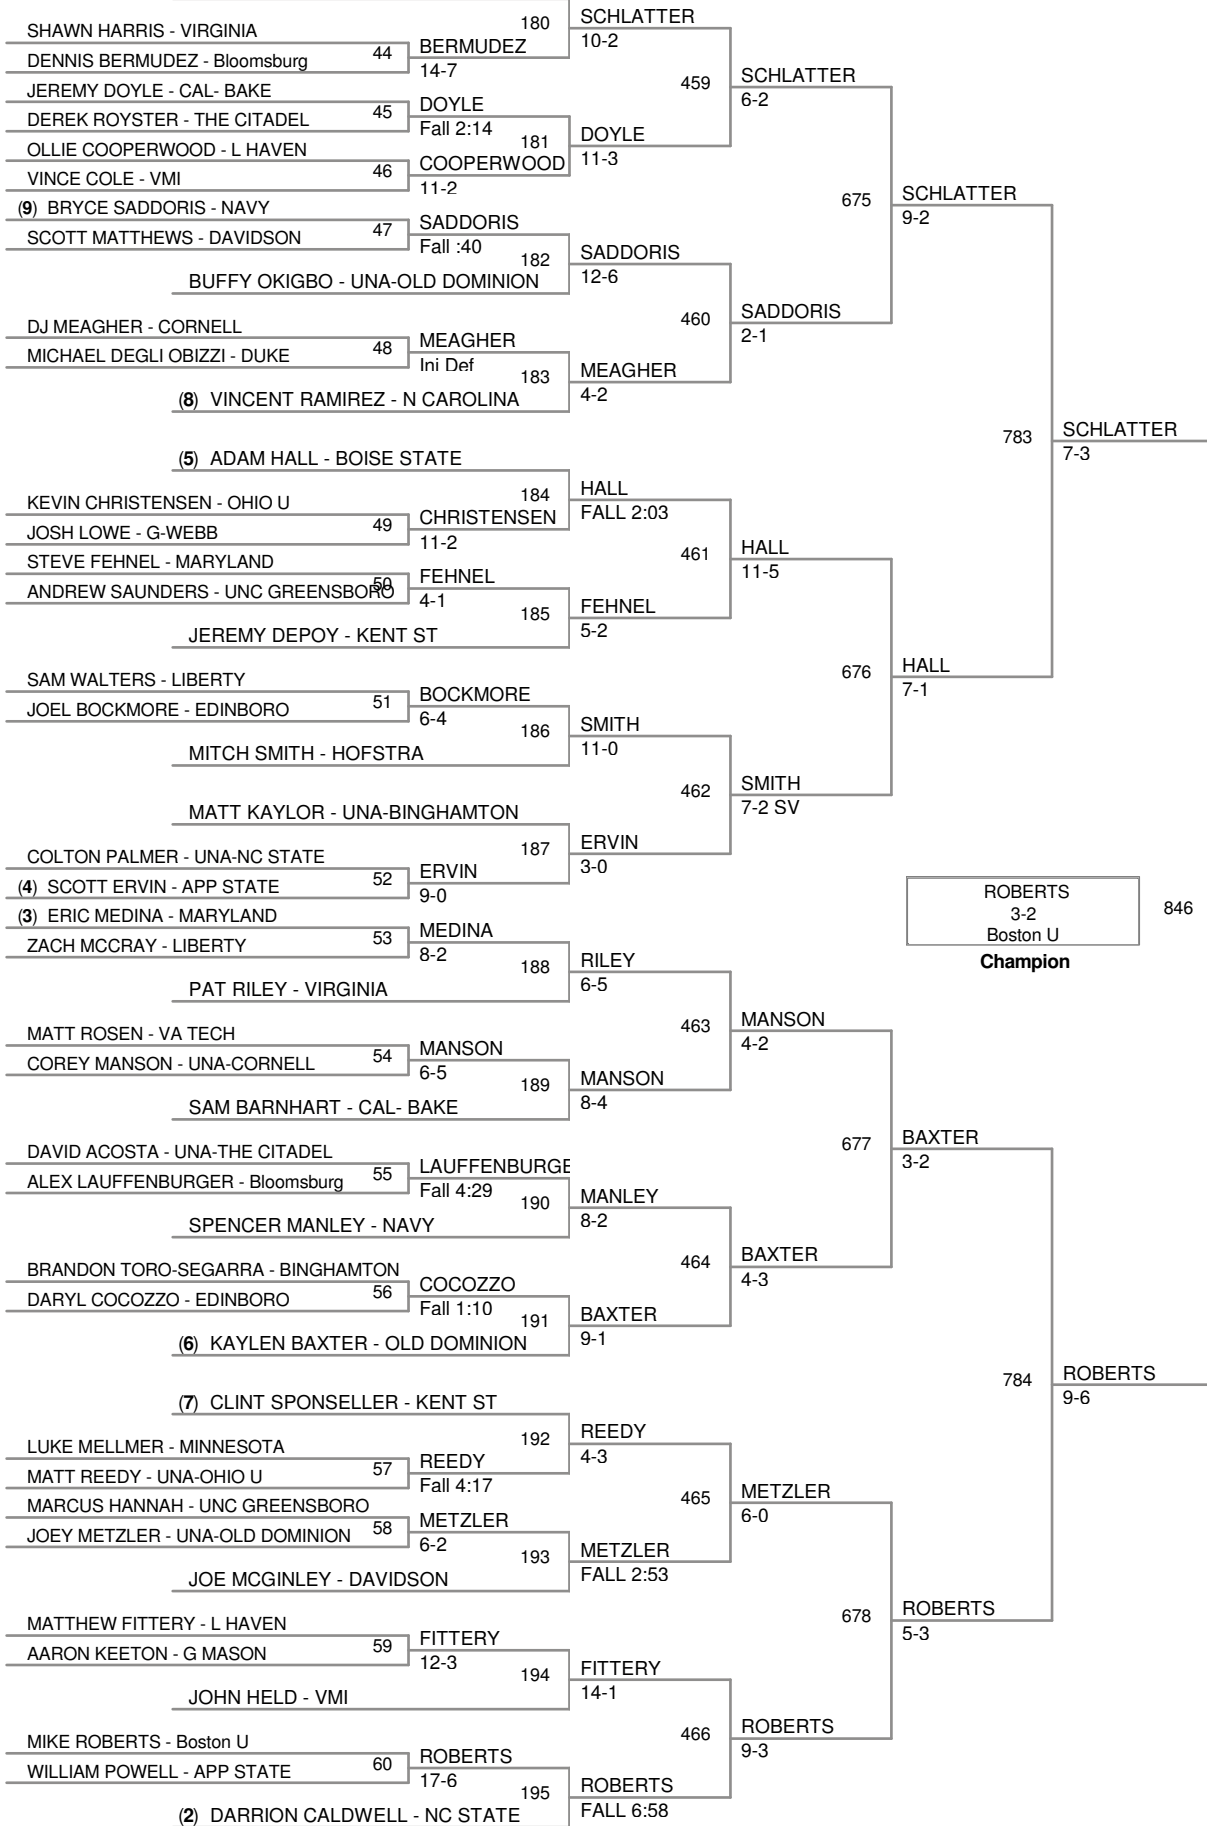 180 SCHLATTER
SHAWN HARRIS - VIRGINIA
10-2
44 BERMUDEZ
DENNIS BERMUDEZ - Bloomsburg
14-7
SCHLATTER
459
JEREMY DOYLE - CAL- BAKE
6-2
45 DOYLE
DEREK ROYSTER - THE CITADEL
Fall 2:14
181 DOYLE
OLLIE COOPERWOOD - L HAVEN
11-3
46 COOPERWOOD
VINCE COLE - VMI
11-2
675 SCHLATTER
(9) BRYCE SADDORIS - NAVY
9-2
47 SADDORIS
SCOTT MATTHEWS - DAVIDSON
Fall :40
182 SADDORIS
BUFFY OKIGBO - UNA-OLD DOMINION
12-6
460 SADDORIS
DJ MEAGHER - CORNELL
2-1
48 MEAGHER
MICHAEL DEGLI OBIZZI - DUKE
Inj Def
183 MEAGHER
4-2
(8) VINCENT RAMIREZ - N CAROLINA
783 SCHLATTER
7-3
(5) ADAM HALL - BOISE STATE
184 HALL
KEVIN CHRISTENSEN - OHIO U
FALL 2:03
49 CHRISTENSEN
JOSH LOWE - G-WEBB
11-2
461 HALL
STEVE FEHNEL - MARYLAND
11-5
50 FEHNEL
ANDREW SAUNDERS - UNC GREENSBORO
4-1
185 FEHNEL
5-2
JEREMY DEPOY - KENT ST
676 HALL
SAM WALTERS - LIBERTY
7-1
51 BOCKMORE
JOEL BOCKMORE - EDINBORO
6-4
186 SMITH
11-0
MITCH SMITH - HOFSTRA
462 SMITH
7-2 SV
MATT KAYLOR - UNA-BINGHAMTON
187 ERVIN
COLTON PALMER - UNA-NC STATE
3-0
52 ERVIN
(4) SCOTT ERVIN - APP STATE
9-0
ROBERTS
3-2
Boston U
846
Champion
(3) ERIC MEDINA - MARYLAND
53 MEDINA
ZACH MCCRAY - LIBERTY
8-2
188 RILEY
6-5
PAT RILEY - VIRGINIA
463 MANSON
MATT ROSEN - VA TECH
4-2
54 MANSON
COREY MANSON - UNA-CORNELL
6-5
189 MANSON
8-4
SAM BARNHART - CAL- BAKE
677 BAXTER
DAVID ACOSTA - UNA-THE CITADEL
3-2
55 LAUFFENBURGE
ALEX LAUFFENBURGER - Bloomsburg
Fall 4:29
190 MANLEY
8-2
SPENCER MANLEY - NAVY
464 BAXTER
BRANDON TORO-SEGARRA - BINGHAMTON
4-3
56 COCOZZO
DARYL COCOZZO - EDINBORO
Fall 1:10
191 BAXTER
9-1
(6) KAYLEN BAXTER - OLD DOMINION
784 ROBERTS
9-6
(7) CLINT SPONSELLER - KENT ST
192 REEDY
LUKE MELLMER - MINNESOTA
4-3
57 REEDY
MATT REEDY - UNA-OHIO U
Fall 4:17
465 METZLER
MARCUS HANNAH - UNC GREENSBORO
6-0
58 METZLER
JOEY METZLER - UNA-OLD DOMINION
6-2
193 METZLER
FALL 2:53
JOE MCGINLEY - DAVIDSON
678 ROBERTS
MATTHEW FITTERY - L HAVEN
5-3
59 FITTERY
AARON KEETON - G MASON
12-3
194 FITTERY
14-1
JOHN HELD - VMI
466 ROBERTS
MIKE ROBERTS - Boston U
9-3
60 ROBERTS
WILLIAM POWELL - APP STATE
17-6
195 ROBERTS
FALL 6:58
(2) DARRION CALDWELL - NC STATE